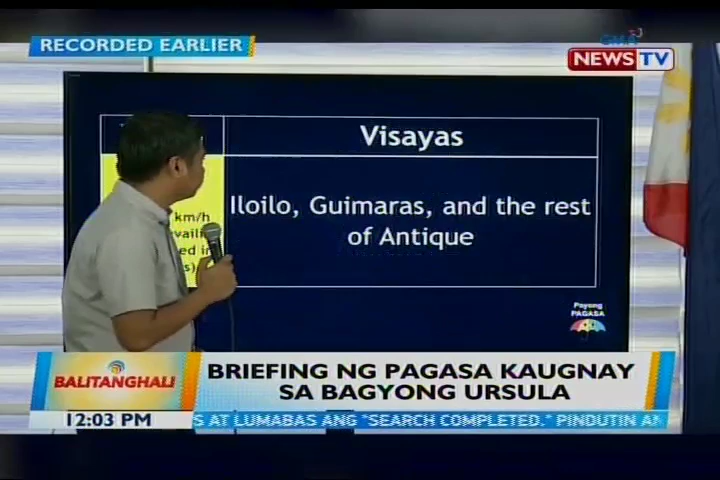 RECORDED EARLIER
GMA
NEWS TV
Visayas
Iloilo, Guimaras, and the rest
of Antique
km/h
Payong
PAGASA
BALITANGHALI
BRIEFING NG PAGASA KAUGNAY
SA BAGYONG URSULA
12:03 PM
S AT LUMABAS ANG "SEARCH COMPLETED." PINDUTIN